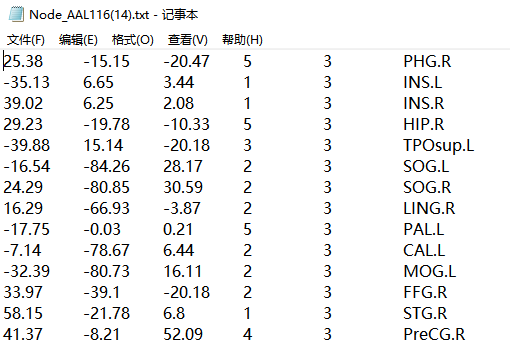 Node_AAL116(14).txt - 记事本
文件(F) 编辑(E) 格式(O) 查看(V) 帮助(H)
25.38 -15.15 -20.47 5 3 PHG.R
-35.13 6.65 3.44 1 3 INS.L
39.02 6.25 2.08 1 3 INS.R
29.23 -19.78 -10.33 5 3 HIP.R
-39.88 15.14 -20.18 3 3 TPOsup.L
-16.54 -84.26 28.17 2 3 SOG.L
24.29 -80.85 30.59 2 3 SOG.R
16.29 -66.93 -3.87 2 3 LING.R
-17.75 -0.03 0.21 5 3 PAL.L
-7.14 -78.67 6.44 2 3 CAL.L
-32.39 -80.73 16.11 2 3 MOG.L
33.97 -39.1 -20.18 2 3 FFG.R
58.15 -21.78 6.8 1 3 STG.R
41.37 -8.21 52.09 4 3 PreCG.R